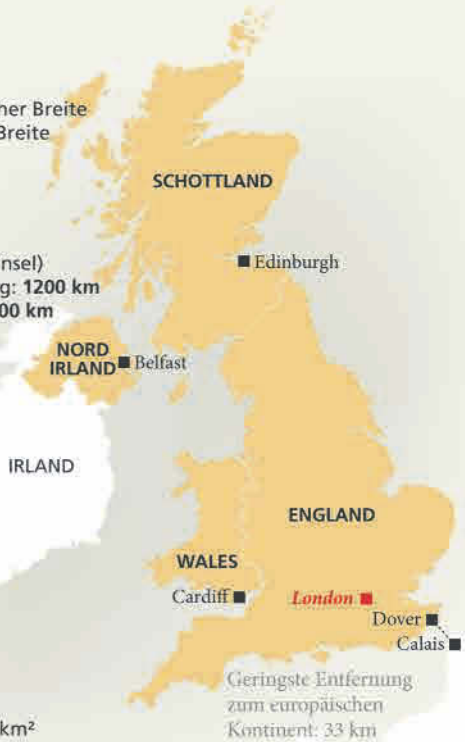 her Breite
Breite
SCHOTTLAND
nsel)
Edinburgh
g: 1200 km
00 km
NORD
IRLAND
Belfast
IRLAND
ENGLAND
WALES
Cardiff
London
Dover
Calais
Geringste Entfernung
zum europäischen
Kontinent: 33 km
km²